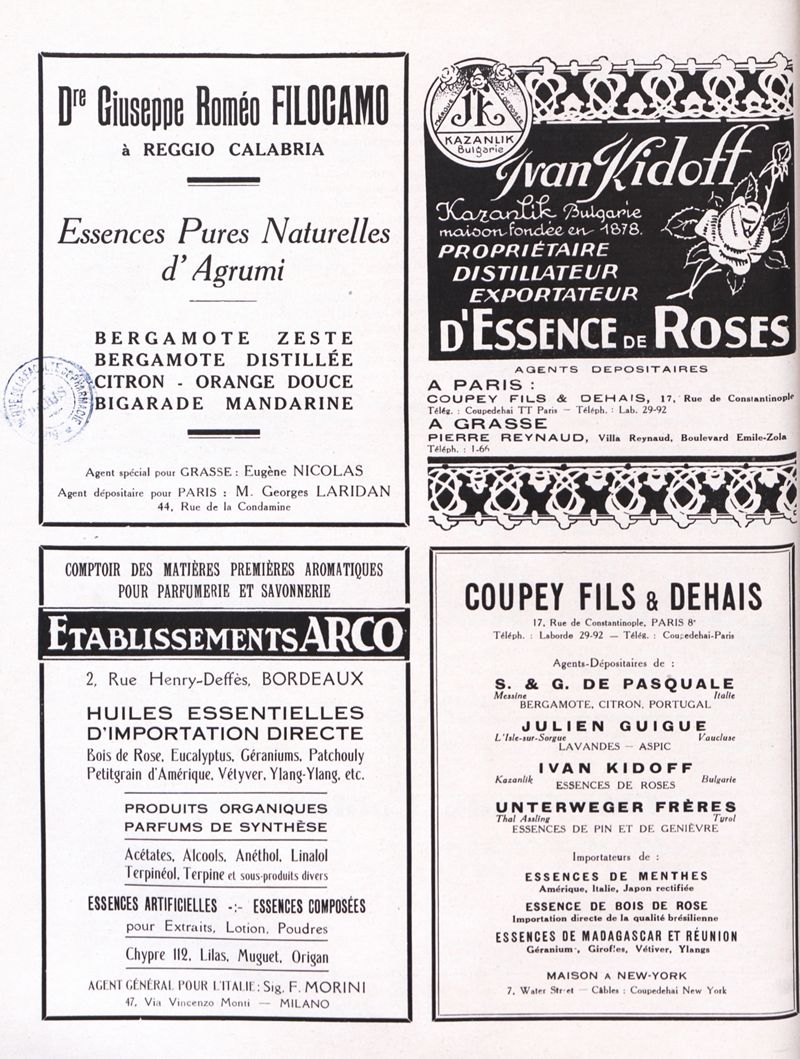 Dre Giuseppe Roméo FILOCAMO
à REGGIO CALABRIA
Essences Pures Naturelles
d'Agrumi
BERGAMOTE ZESTE
BERGAMOTE DISTILLÉE
CITRON - ORANGE DOUCE
BIGARADE MANDARINE
Agent spécial pour GRASSE : Eugène NICOLAS
Agent dépositaire pour PARIS : M. Georges LARIDAN
44, Rue de la Condamine
MARQUE DÉPOSÉE
JK
KAZANLIK
Bulgarie
Ivan Kidoff
Kazanlik Bulgarie
maison fondée en 1878.
PROPRIÉTAIRE
DISTILLATEUR
EXPORTATEUR
D'ESSENCE DE ROSES
AGENTS DEPOSITAIRES
A PARIS :
COUPEY FILS & DEHAIS, 17, Rue de Constantinople
Télég. : Coupedehai TT Paris — Téléph. : Lab. 29-92
A GRASSE
PIERRE REYNAUD, Villa Reynaud, Boulevard Emile-Zola
Téléph. : 1-66
COMPTOIR DES MATIÈRES PREMIÈRES AROMATIQUES
POUR PARFUMERIE ET SAVONNERIE
ETABLISSEMENTS ARCO
2, Rue Henry-Deffès, BORDEAUX
HUILES ESSENTIELLES
D'IMPORTATION DIRECTE
Bois de Rose, Eucalyptus, Géraniums, Patchouly
Petitgrain d'Amérique, Vétyver, Ylang-Ylang, etc.
PRODUITS ORGANIQUES
PARFUMS DE SYNTHÈSE
Acétates, Alcools, Anéthol, Linalol
Terpinéol, Terpine et sous-produits divers
ESSENCES ARTIFICIELLES -:- ESSENCES COMPOSÉES
pour Extraits, Lotion, Poudres
Chypre 112, Lilas, Muguet, Origan
AGENT GÉNÉRAL POUR L'ITALIE : Sig. F. MORINI
47, Via Vincenzo Monti — MILANO
COUPEY FILS & DEHAIS
17, Rue de Constantinople, PARIS 8e
Téléph. : Laborde 29-92 — Télég. : Coupedehai-Paris
Agents-Dépositaires de :
S. & G. DE PASQUALE
Messine Italie
BERGAMOTE, CITRON, PORTUGAL
JULIEN GUIGUE
L'Isle-sur-Sorgue Vaucluse
LAVANDES — ASPIC
IVAN KIDOFF
Kazanlik Bulgarie
ESSENCES DE ROSES
UNTERWEGER FRÈRES
Thal Assling Tyrol
ESSENCES DE PIN ET DE GENIÈVRE
Importateurs de :
ESSENCES DE MENTHES
Amérique, Italie, Japon rectifiée
ESSENCE DE BOIS DE ROSE
Importation directe de la qualité brésilienne
ESSENCES DE MADAGASCAR ET RÉUNION
Géranium, Girofles, Vétiver, Ylangs
MAISON A NEW-YORK
7, Water Street — Câbles : Coupedehai New York